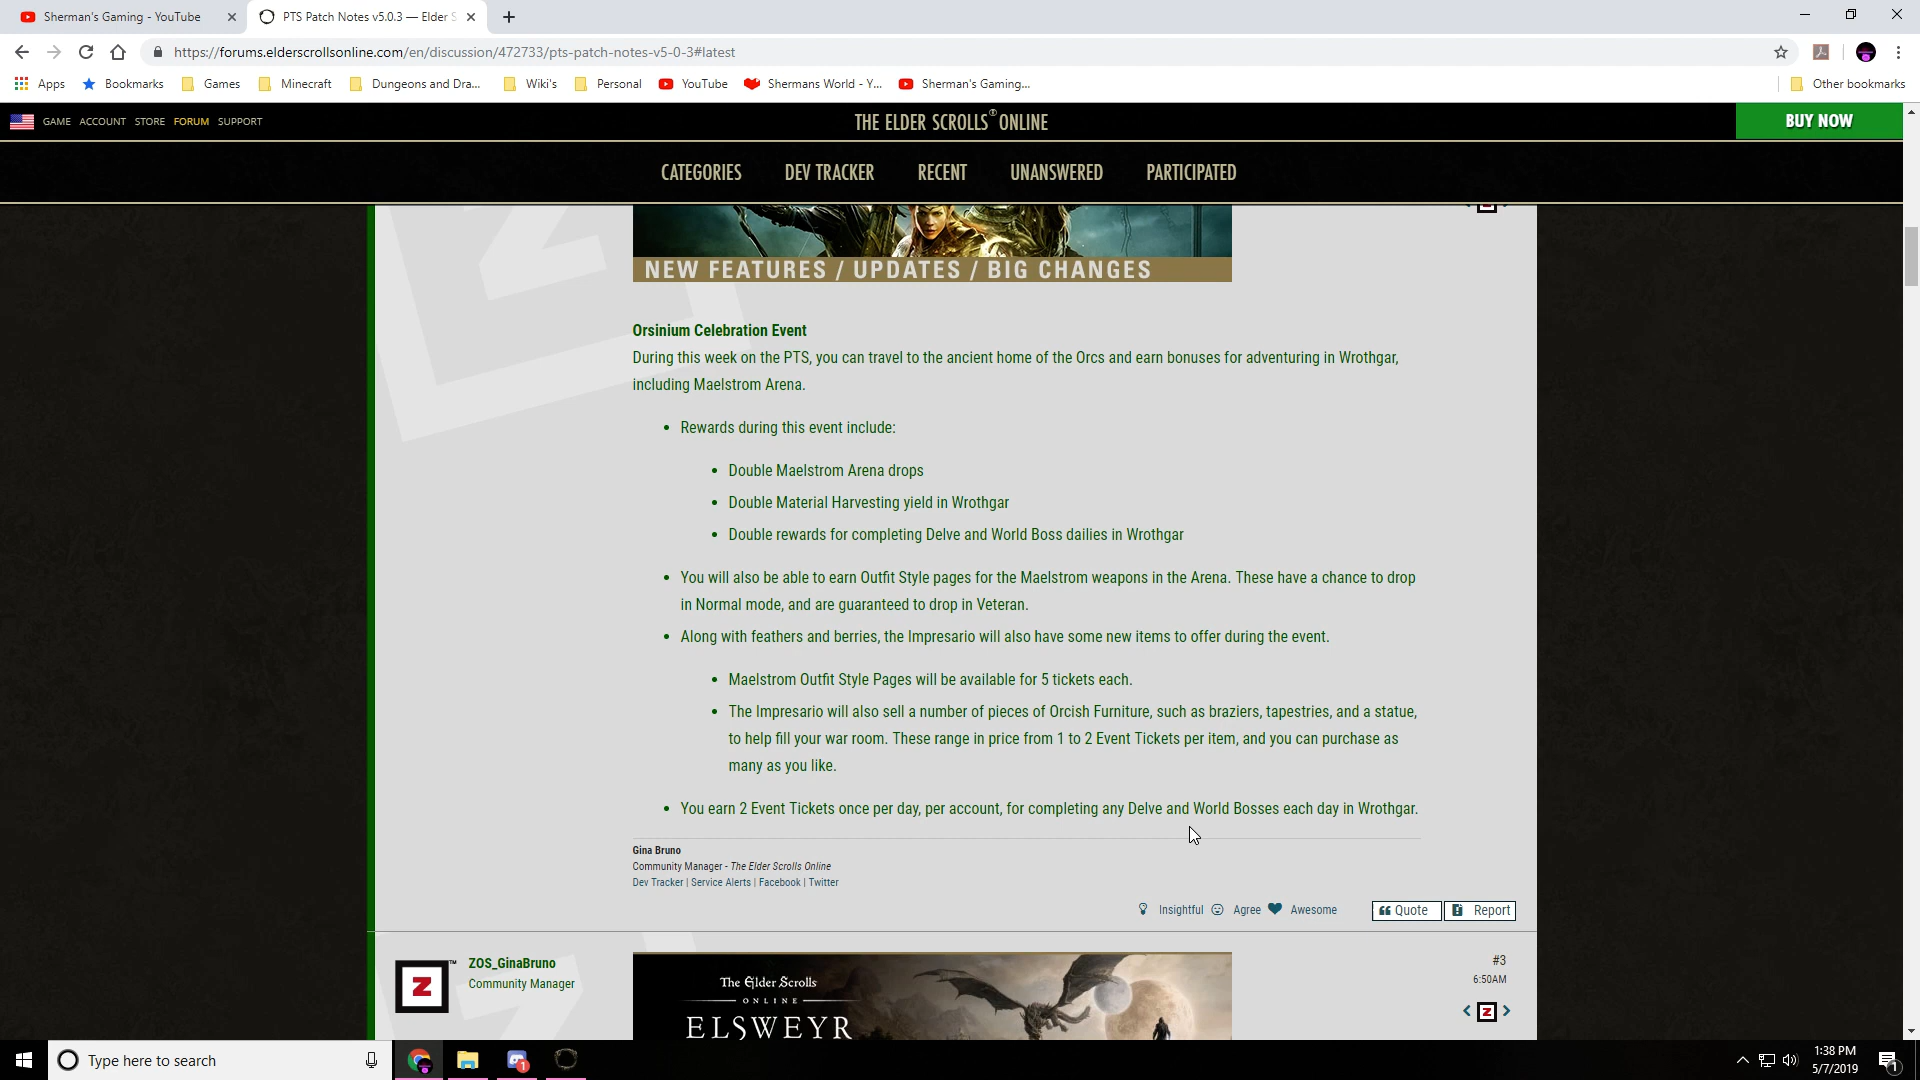 Sherman's Gaming - YouTube
PTS Patch Notes v5.0.3 — Elder S
https://forums.elderscrollsonline.com/en/discussion/472733/pts-patch-notes-v5-0-3#latest
Apps
Bookmarks
Games
Minecraft
Dungeons and Dra...
Wiki's
Personal
YouTube
Shermans World - Y...
Sherman's Gaming...
Other bookmarks
GAME ACCOUNT STORE FORUM SUPPORT
THE ELDER SCROLLS® ONLINE
BUY NOW
CATEGORIES DEV TRACKER RECENT UNANSWERED PARTICIPATED
NEW FEATURES / UPDATES / BIG CHANGES
Orsinium Celebration Event
During this week on the PTS, you can travel to the ancient home of the Orcs and earn bonuses for adventuring in Wrothgar,
including Maelstrom Arena.
• Rewards during this event include:
• Double Maelstrom Arena drops
• Double Material Harvesting yield in Wrothgar
• Double rewards for completing Delve and World Boss dailies in Wrothgar
• You will also be able to earn Outfit Style pages for the Maelstrom weapons in the Arena. These have a chance to drop
in Normal mode, and are guaranteed to drop in Veteran.
• Along with feathers and berries, the Impresario will also have some new items to offer during the event.
• Maelstrom Outfit Style Pages will be available for 5 tickets each.
• The Impresario will also sell a number of pieces of Orcish Furniture, such as braziers, tapestries, and a statue,
to help fill your war room. These range in price from 1 to 2 Event Tickets per item, and you can purchase as
many as you like.
• You earn 2 Event Tickets once per day, per account, for completing any Delve and World Bosses each day in Wrothgar.
Gina Bruno
Community Manager - The Elder Scrolls Online
Dev Tracker | Service Alerts | Facebook | Twitter
Insightful Agree Awesome Quote Report
ZOS_GinaBruno
Community Manager
Z™
The Elder Scrolls
ONLINE
ELSWEYR
#3
6:50AM
< Z >
Type here to search
1
1:38 PM
5/7/2019
1